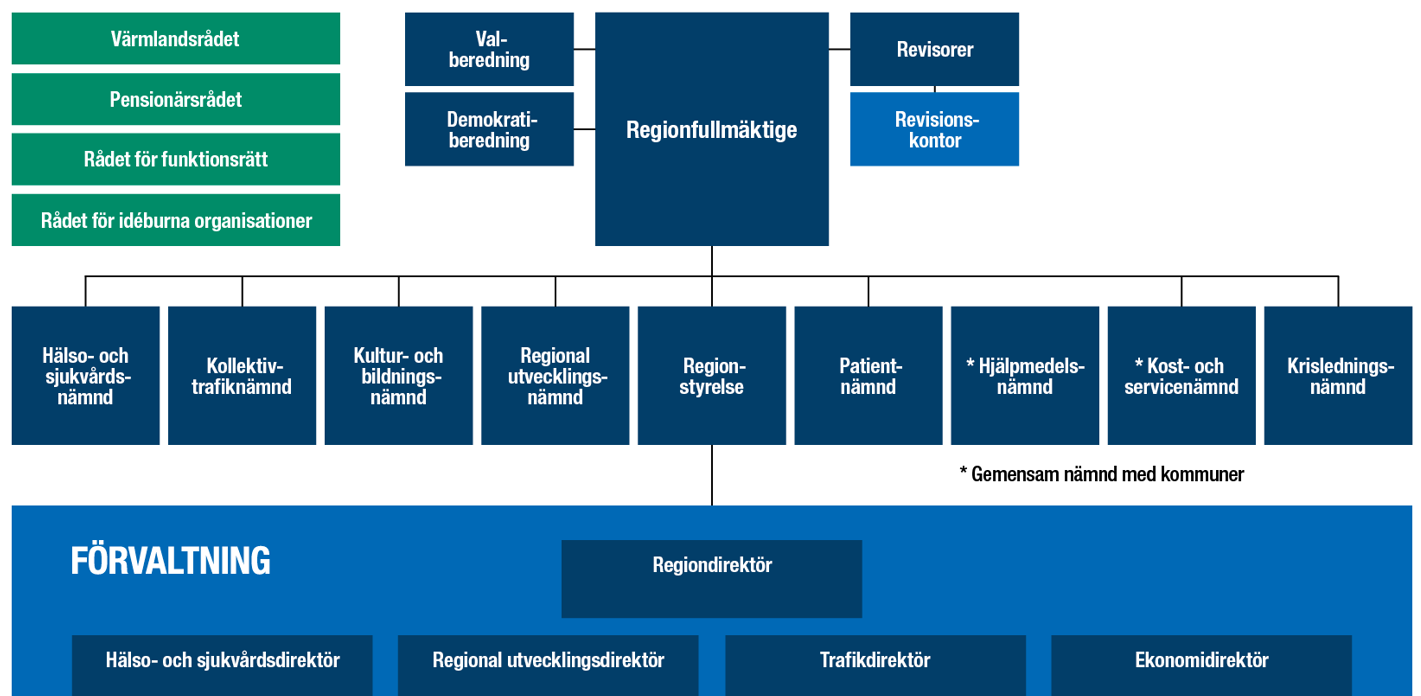 Värmlandsrådet
Pensionärsrådet
Rådet för funktionsrätt
Rådet för idéburna organisationer
Val-
beredning
Demokrati-
beredning
Regionfullmäktige
Revisorer
Revisions-
kontor
Hälso- och
sjukvårds-
nämnd
Kollektiv-
trafiknämnd
Kultur- och
bildnings-
nämnd
Regional
utvecklings-
nämnd
Region-
styrelse
Patient-
nämnd
* Hjälpmedels-
nämnd
* Kost- och
servicenämnd
Krislednings-
nämnd
* Gemensam nämnd med kommuner
FÖRVALTNING
Regiondirektör
Hälso- och sjukvårdsdirektör
Regional utvecklingsdirektör
Trafikdirektör
Ekonomidirektör